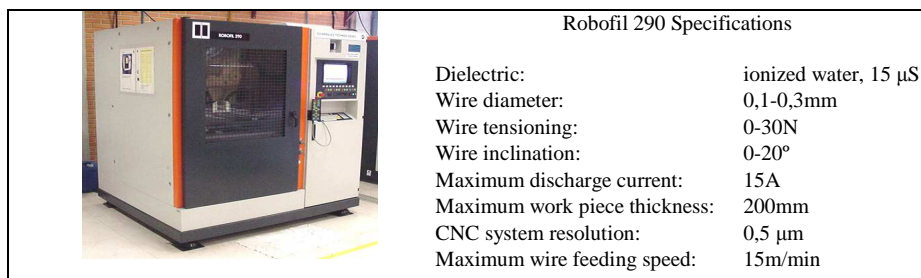 ROBOFIL 290
Robofil 290 Specifications
Dielectric: ionized water, 15 μS
Wire diameter: 0,1-0,3mm
Wire tensioning: 0-30N
Wire inclination: 0-20º
Maximum discharge current: 15A
Maximum work piece thickness: 200mm
CNC system resolution: 0,5 μm
Maximum wire feeding speed: 15m/min